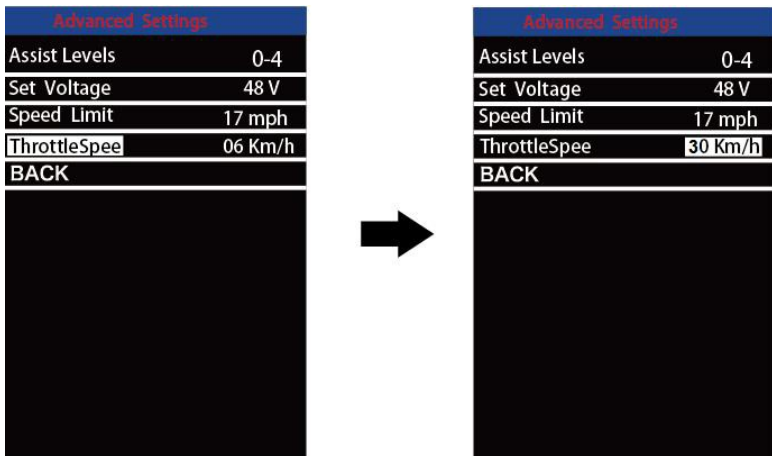 Advanced Settings
Assist Levels 0-4
Set Voltage 48 V
Speed Limit 17 mph
ThrottleSpee 06 Km/h
BACK
Advanced Settings
Assist Levels 0-4
Set Voltage 48 V
Speed Limit 17 mph
ThrottleSpee 30 Km/h
BACK